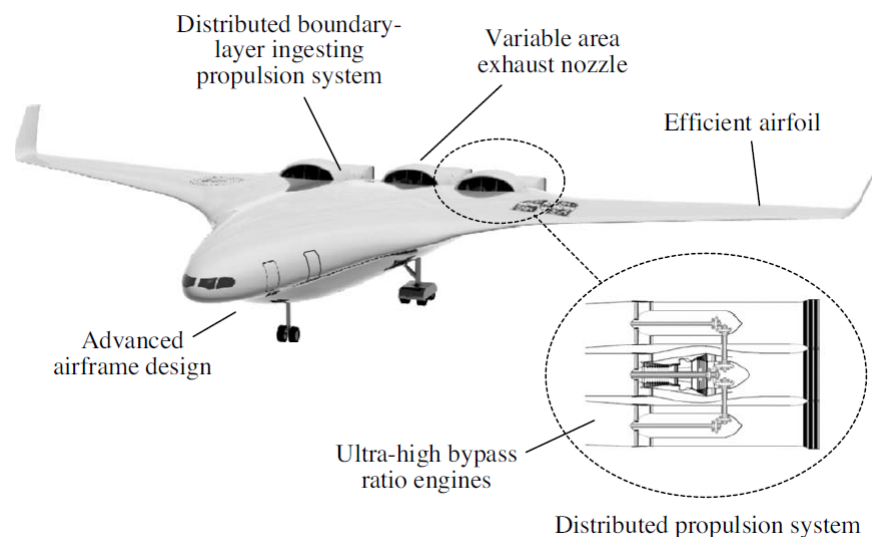 Distributed boundary-
layer ingesting
propulsion system
Variable area
exhaust nozzle
Efficient airfoil
Advanced
airframe design
Ultra-high bypass
ratio engines
Distributed propulsion system